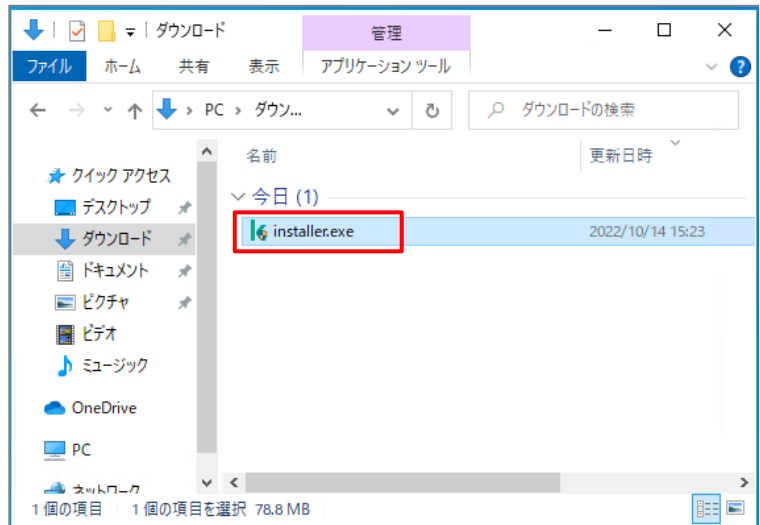 ダウンロード
管理
ファイル ホーム 共有 表示 アプリケーション ツール
PC ダウン... ダウンロードの検索
名前 更新日時
クイック アクセス
今日 (1)
デスクトップ
installer.exe 2022/10/14 15:23
ダウンロード
ドキュメント
ピクチャ
ビデオ
ミュージック
OneDrive
PC
ネットワーク
1 個の項目 1 個の項目を選択 78.8 MB